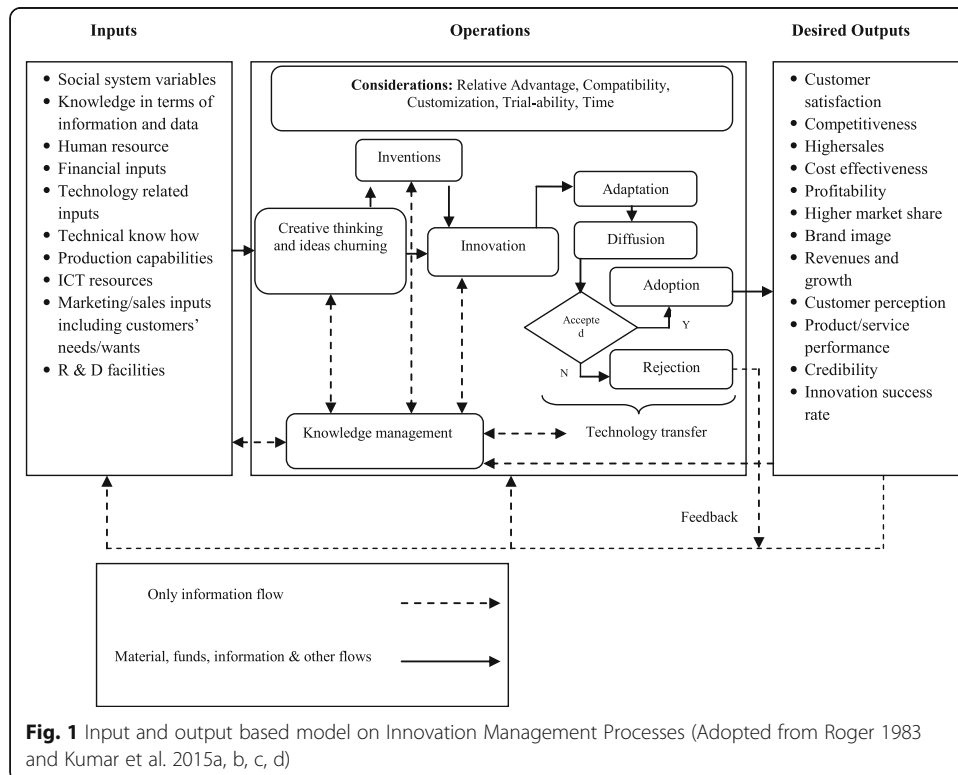 Inputs
Operations
Desired Outputs
• Social system variables
• Knowledge in terms of
information and data
• Human resource
• Financial inputs
• Technology related
inputs
• Technical know how
• Production capabilities
• ICT resources
• Marketing/sales inputs
including customers'
needs/wants
• R & D facilities
Considerations: Relative Advantage, Compatibility,
Customization, Trial-ability, Time
Inventions
Creative thinking
and ideas churning
Innovation
Adaptation
Diffusion
Adoption
Accepte
d
Y
N
Rejection
Knowledge management
Technology transfer
• Customer
satisfaction
• Competitiveness
• Highersales
• Cost effectiveness
• Profitability
• Higher market share
• Brand image
• Revenues and
growth
• Customer perception
• Product/service
performance
• Credibility
• Innovation success
rate
Feedback
Only information flow
Material, funds, information & other flows
Fig. 1 Input and output based model on Innovation Management Processes (Adopted from Roger 1983
and Kumar et al. 2015a, b, c, d)